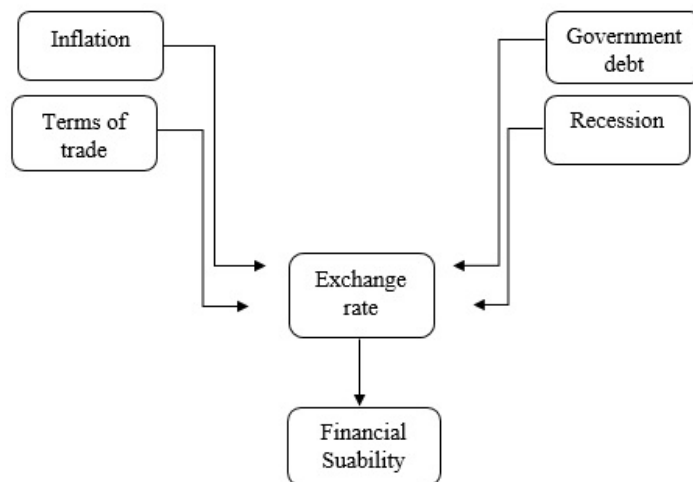 Inflation
Government
debt
Terms of
trade
Recession
Exchange
rate
Financial
Suability